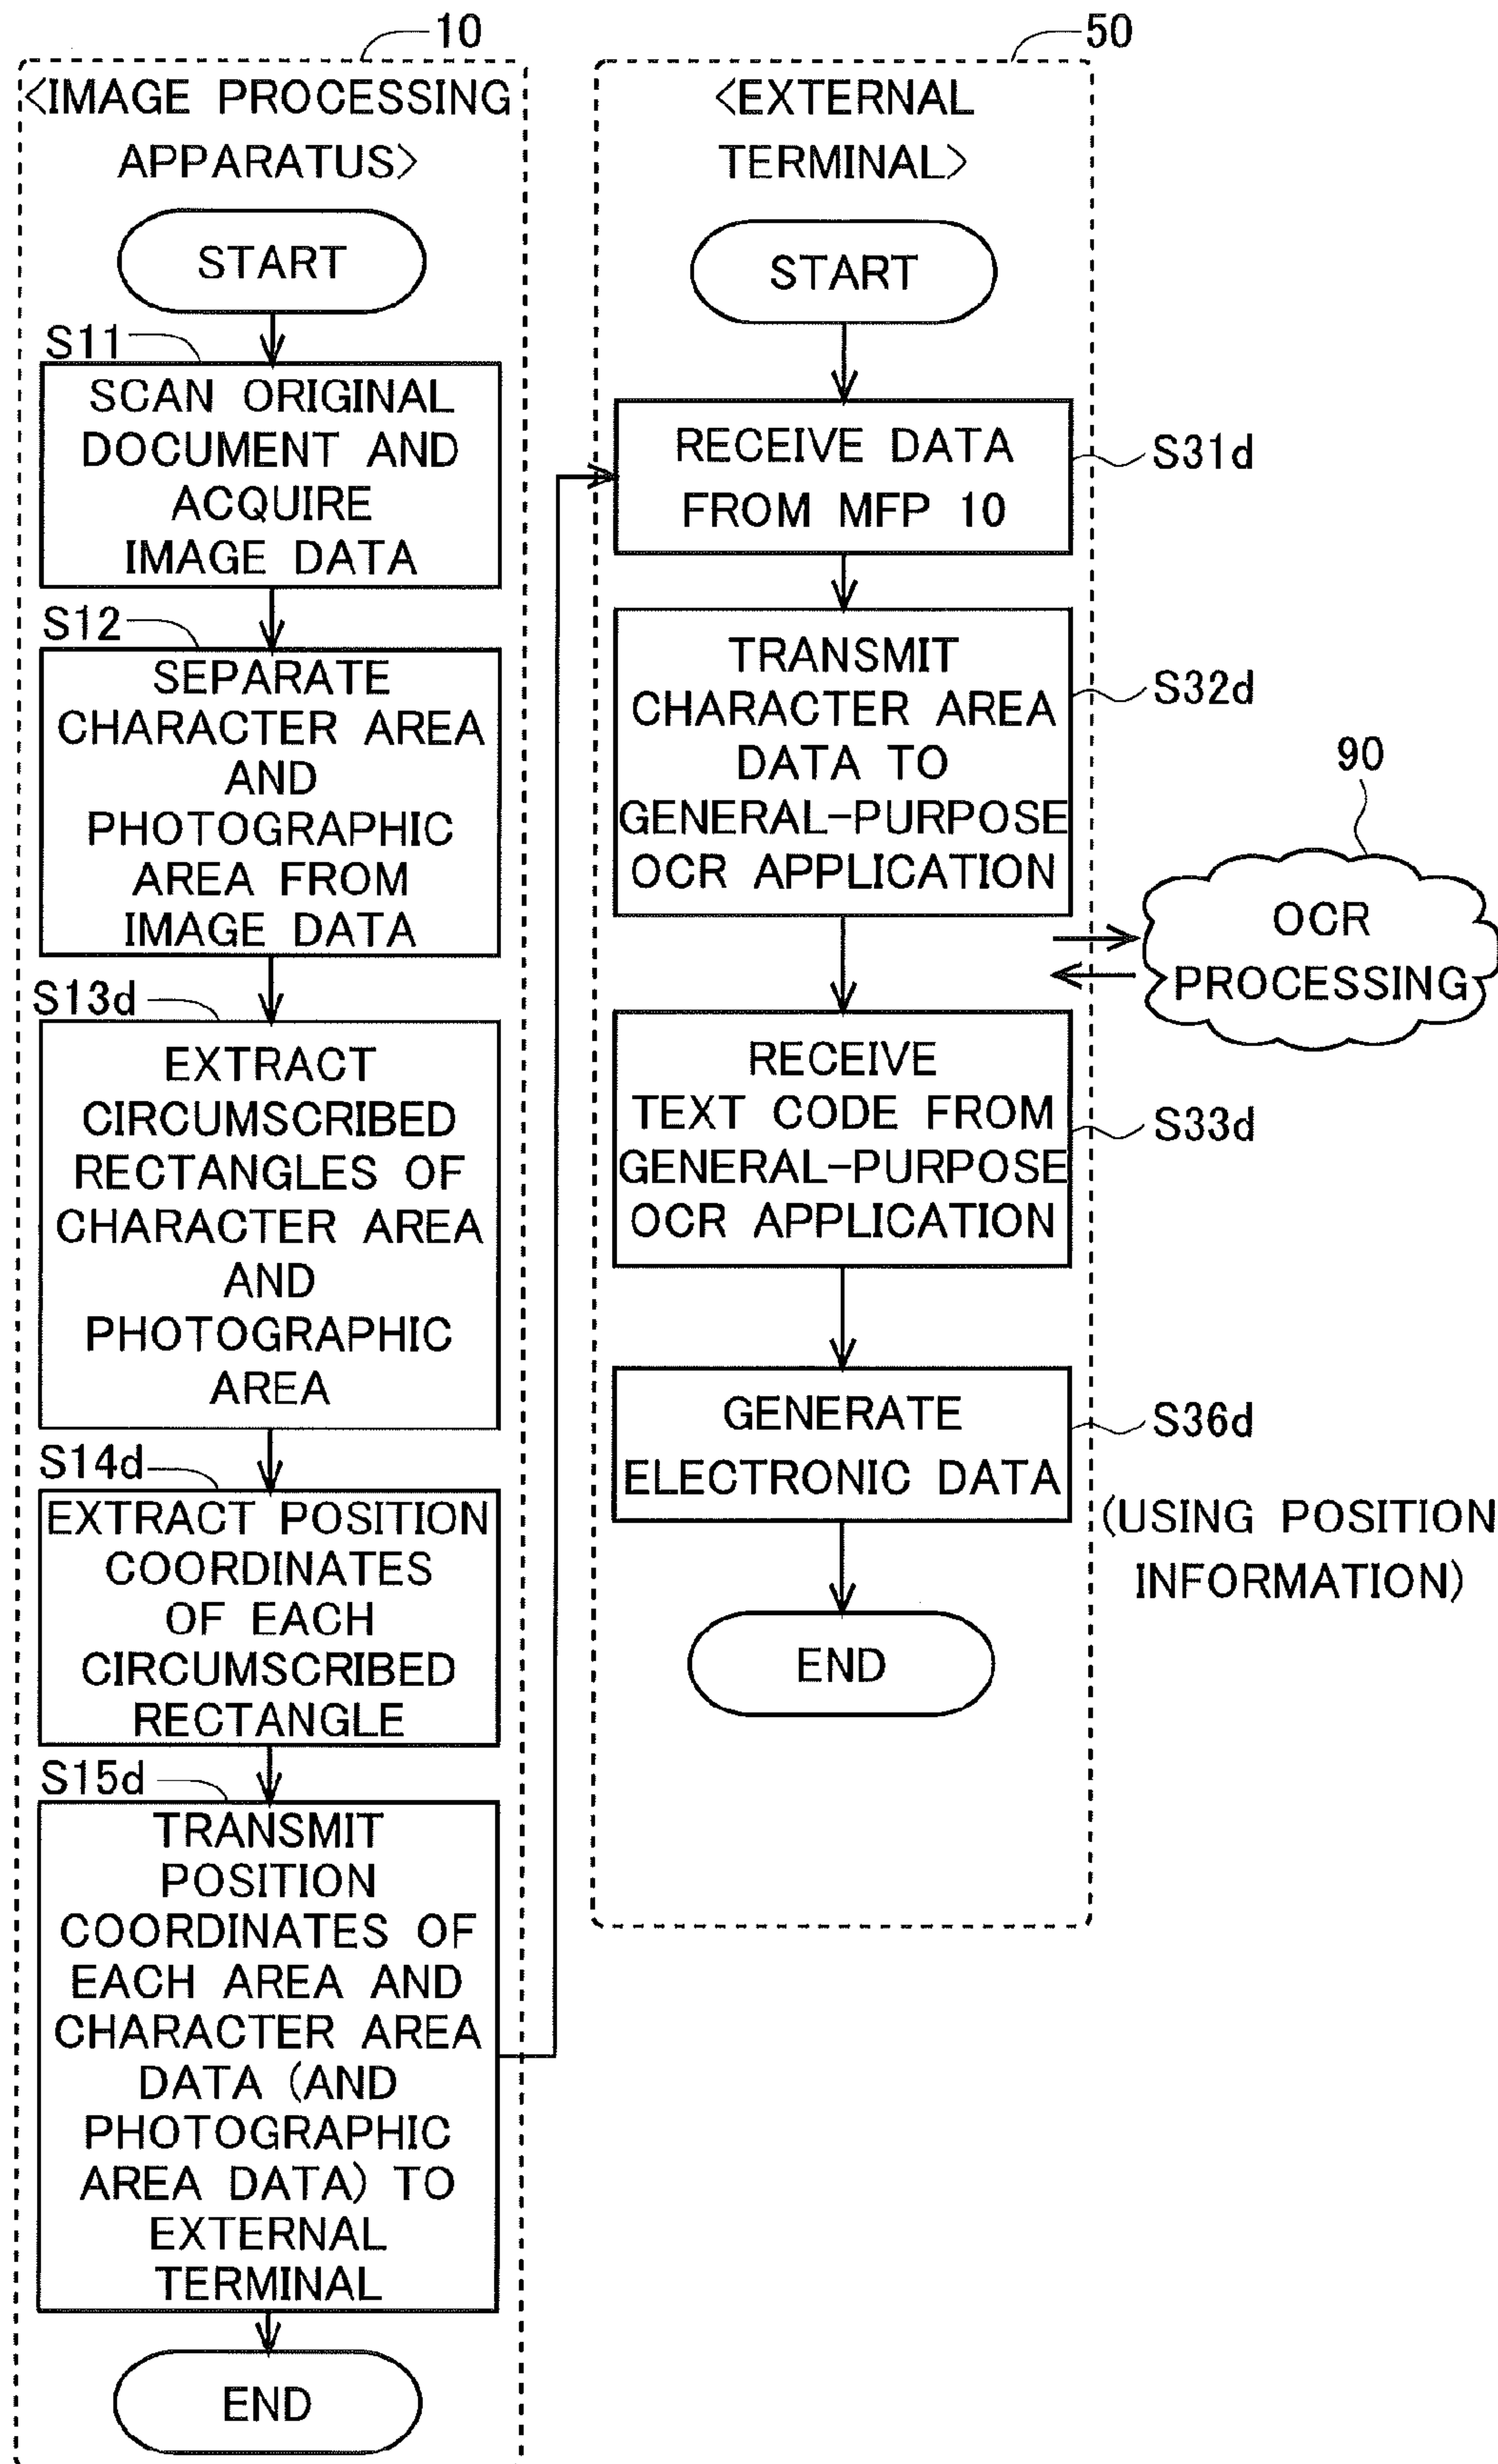 10
<IMAGE PROCESSING
APPARATUS>
START
S11
SCAN ORIGINAL
DOCUMENT AND
ACQUIRE
IMAGE DATA
S12
SEPARATE
CHARACTER AREA
AND
PHOTOGRAPHIC
AREA FROM
IMAGE DATA
S13d
EXTRACT
CIRCUMSCRIBED
RECTANGLES OF
CHARACTER AREA
AND
PHOTOGRAPHIC
AREA
S14d
EXTRACT POSITION
COORDINATES
OF EACH
CIRCUMSCRIBED
RECTANGLE
S15d
TRANSMIT
POSITION
COORDINATES OF
EACH AREA AND
CHARACTER AREA
DATA (AND
PHOTOGRAPHIC
AREA DATA) TO
EXTERNAL
TERMINAL
END
50
<EXTERNAL
TERMINAL>
START
RECEIVE DATA
FROM MFP 10
S31d
TRANSMIT
CHARACTER AREA
DATA TO
GENERAL-PURPOSE
OCR APPLICATION
S32d
90
OCR
PROCESSING
RECEIVE
TEXT CODE FROM
GENERAL-PURPOSE
OCR APPLICATION
S33d
GENERATE
ELECTRONIC DATA
S36d
(USING POSITION
INFORMATION)
END